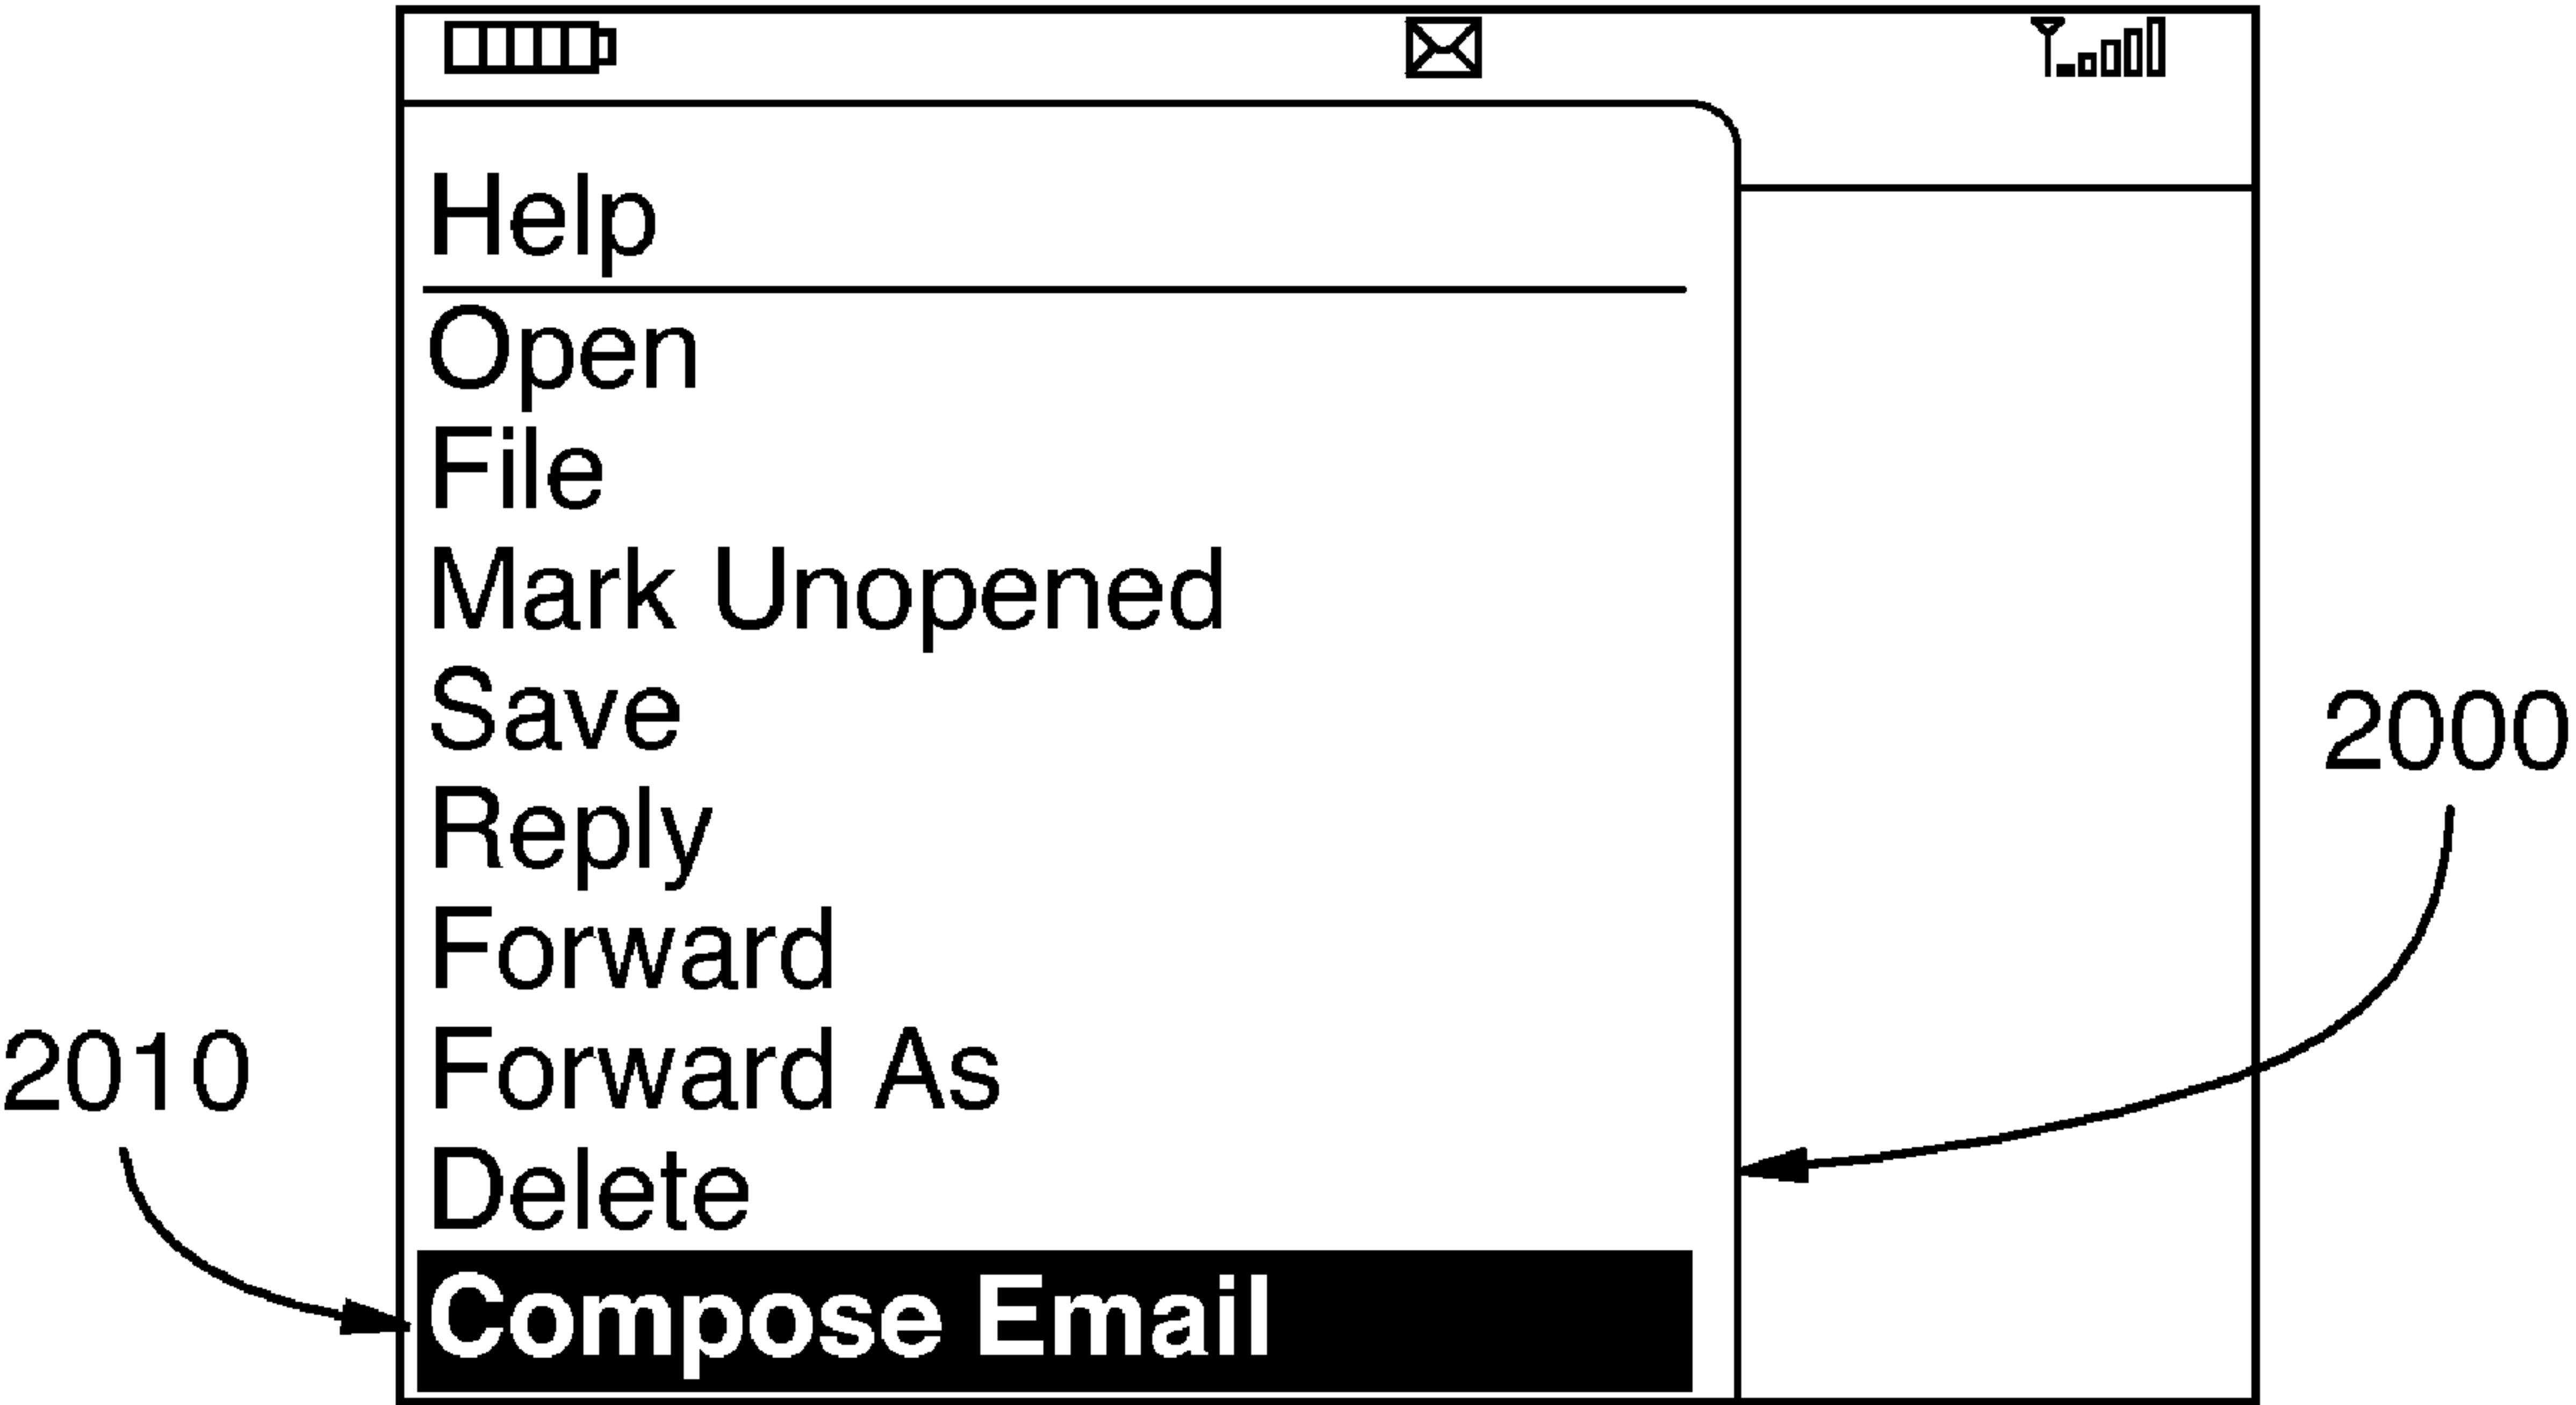 Help
Open
File
Mark Unopened
Save
2000
Reply
Forward
Forward As
2010
Delete
Compose Email